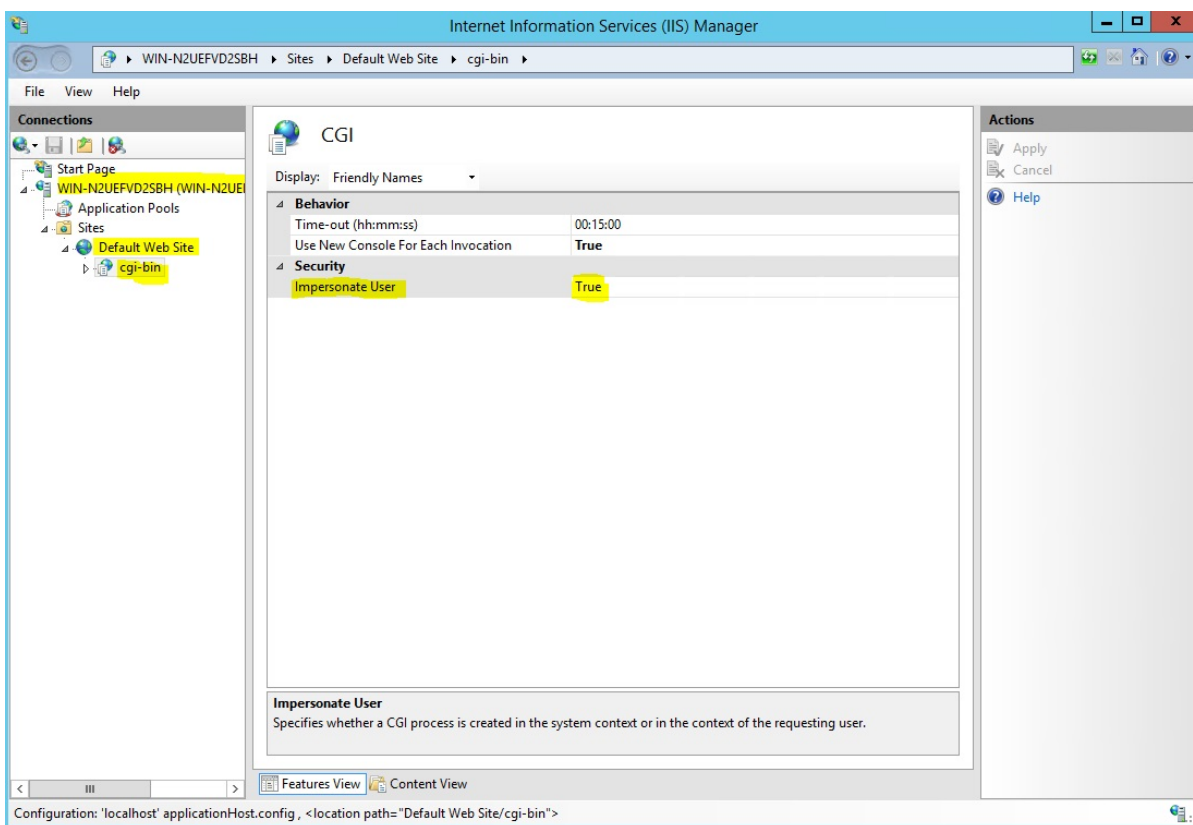 Internet Information Services (IIS) Manager
WIN-N2UEFVD2SBH Sites Default Web Site cgi-bin
File View Help
Connections
Start Page
WIN-N2UEFVD2SBH (WIN-N2UEI
Application Pools
Sites
Default Web Site
cgi-bin
CGI
Display: Friendly Names
Behavior
Time-out (hh:mm:ss) 00:15:00
Use New Console For Each Invocation True
Security
Impersonate User True
Impersonate User
Specifies whether a CGI process is created in the system context or in the context of the requesting user.
Features View Content View
Actions
Apply
Cancel
Help
Configuration: 'localhost' applicationHost.config , <location path="Default Web Site/cgi-bin">